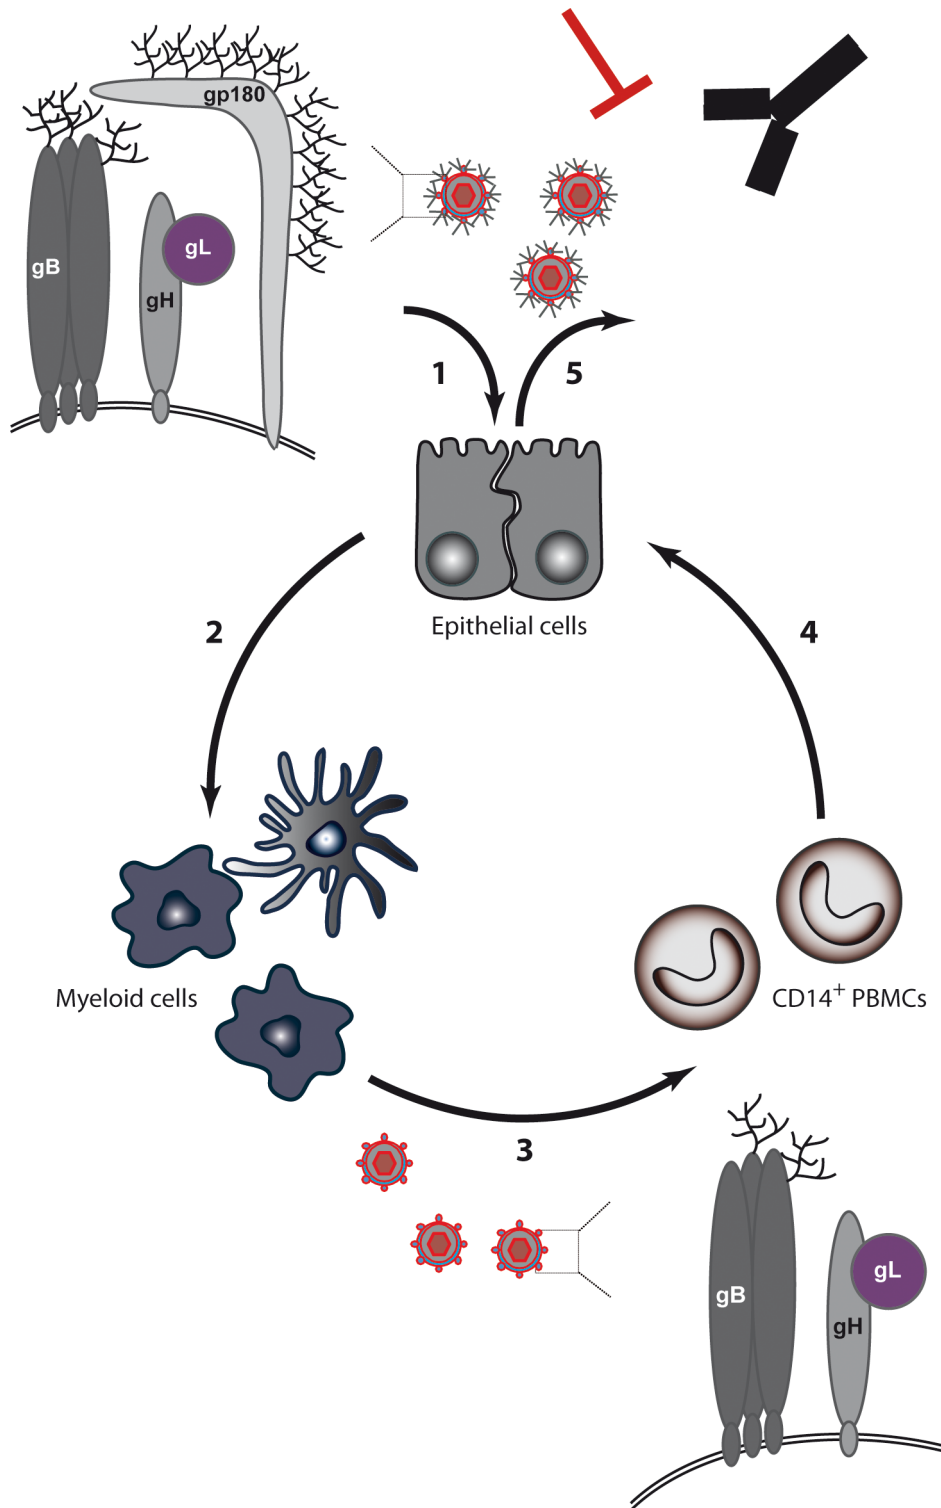 gp180
gB
gL
gH
1
5
Epithelial cells
2
4
Myeloid cells
CD14⁺ PBMCs
3
gB
gL
gH